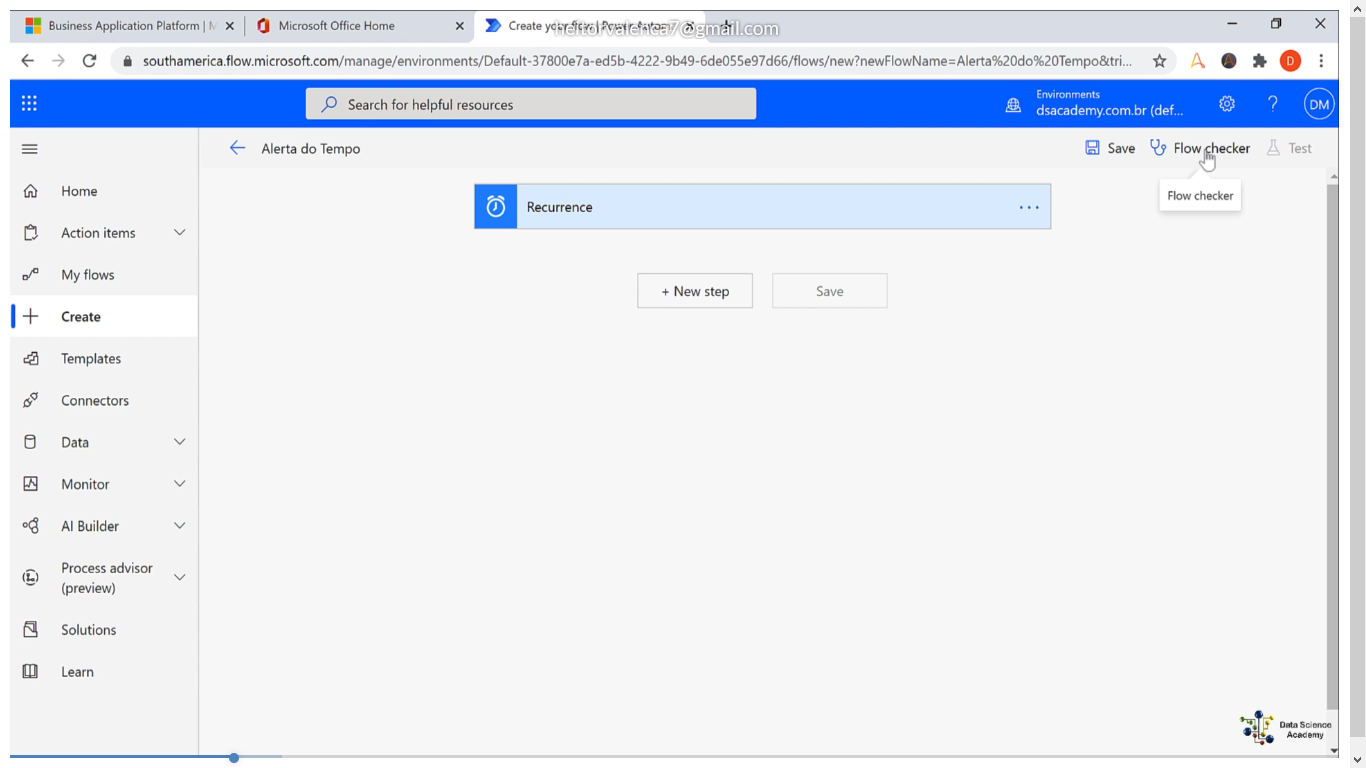 Business Application Platform | M
Microsoft Office Home
Create your flow | Power Autom
heitorvalenca7@gmail.com
southamerica.flow.microsoft.com/manage/environments/Default-37800e7a-ed5b-4222-9b49-6de055e97d66/flows/new?newFlowName=Alerta%20do%20Tempo&tri...
D
Search for helpful resources
Environments
dsacademy.com.br (def...
?
DM
Alerta do Tempo
Save
Flow checker
Test
Flow checker
Home
Action items
My flows
Create
Templates
Connectors
Data
Monitor
AI Builder
Process advisor
(preview)
Solutions
Learn
Recurrence
...
+ New step
Save
Data Science
Academy